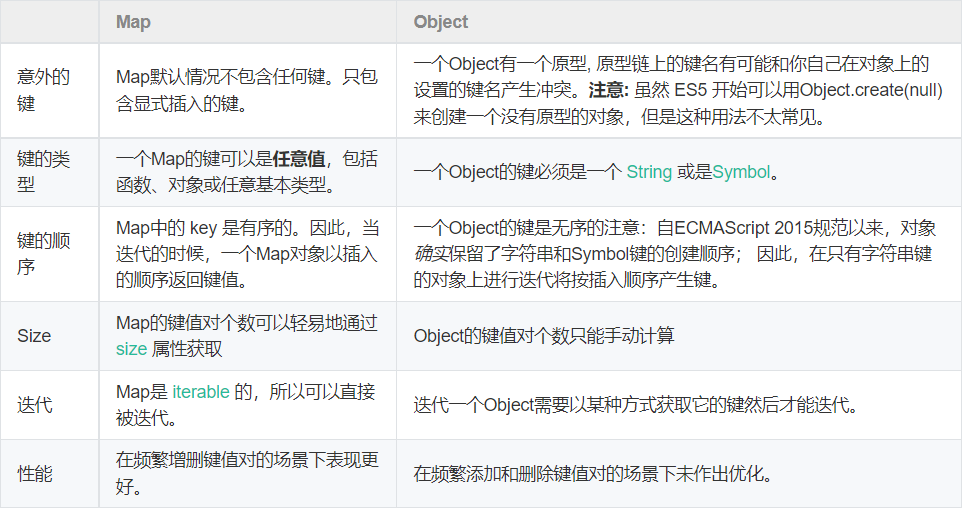 Map
Object
意外的
键
Map默认情况不包含任何键。只包
含显式插入的键。
一个Object有一个原型, 原型链上的键名有可能和你自己在对象上的
设置的键名产生冲突。注意: 虽然 ES5 开始可以用Object.create(null)
来创建一个没有原型的对象，但是这种用法不太常见。
键的类
型
一个Map的键可以是任意值，包括
函数、对象或任意基本类型。
一个Object的键必须是一个 String 或是Symbol。
键的顺
序
Map中的 key 是有序的。因此，当
迭代的时候，一个Map对象以插入
的顺序返回键值。
一个Object的键是无序的注意：自ECMAScript 2015规范以来，对象
确实保留了字符串和Symbol键的创建顺序； 因此，在只有字符串键
的对象上进行迭代将按插入顺序产生键。
Size
Map的键值对个数可以轻易地通过
size 属性获取
Object的键值对个数只能手动计算
迭代
Map是 iterable 的，所以可以直接
被迭代。
迭代一个Object需要以某种方式获取它的键然后才能迭代。
性能
在频繁增删键值对的场景下表现更
好。
在频繁添加和删除键值对的场景下未作出优化。